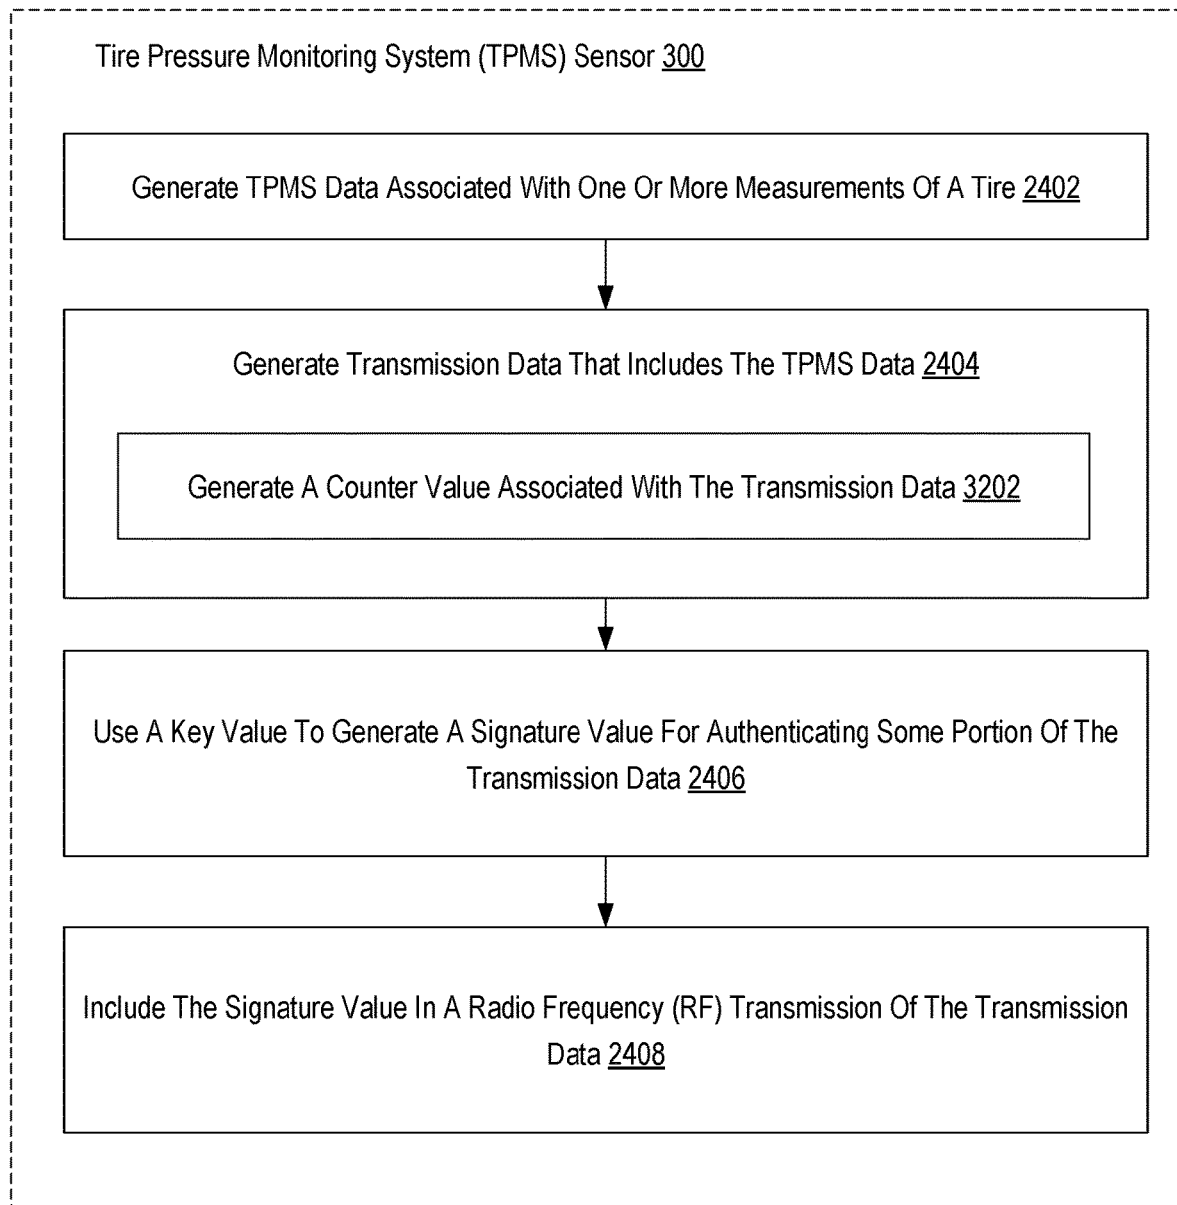 Tire Pressure Monitoring System (TPMS) Sensor 300
Generate TPMS Data Associated With One Or More Measurements Of A Tire 2402
Generate Transmission Data That Includes The TPMS Data 2404
Generate A Counter Value Associated With The Transmission Data 3202
Use A Key Value To Generate A Signature Value For Authenticating Some Portion Of The
Transmission Data 2406
Include The Signature Value In A Radio Frequency (RF) Transmission Of The Transmission
Data 2408